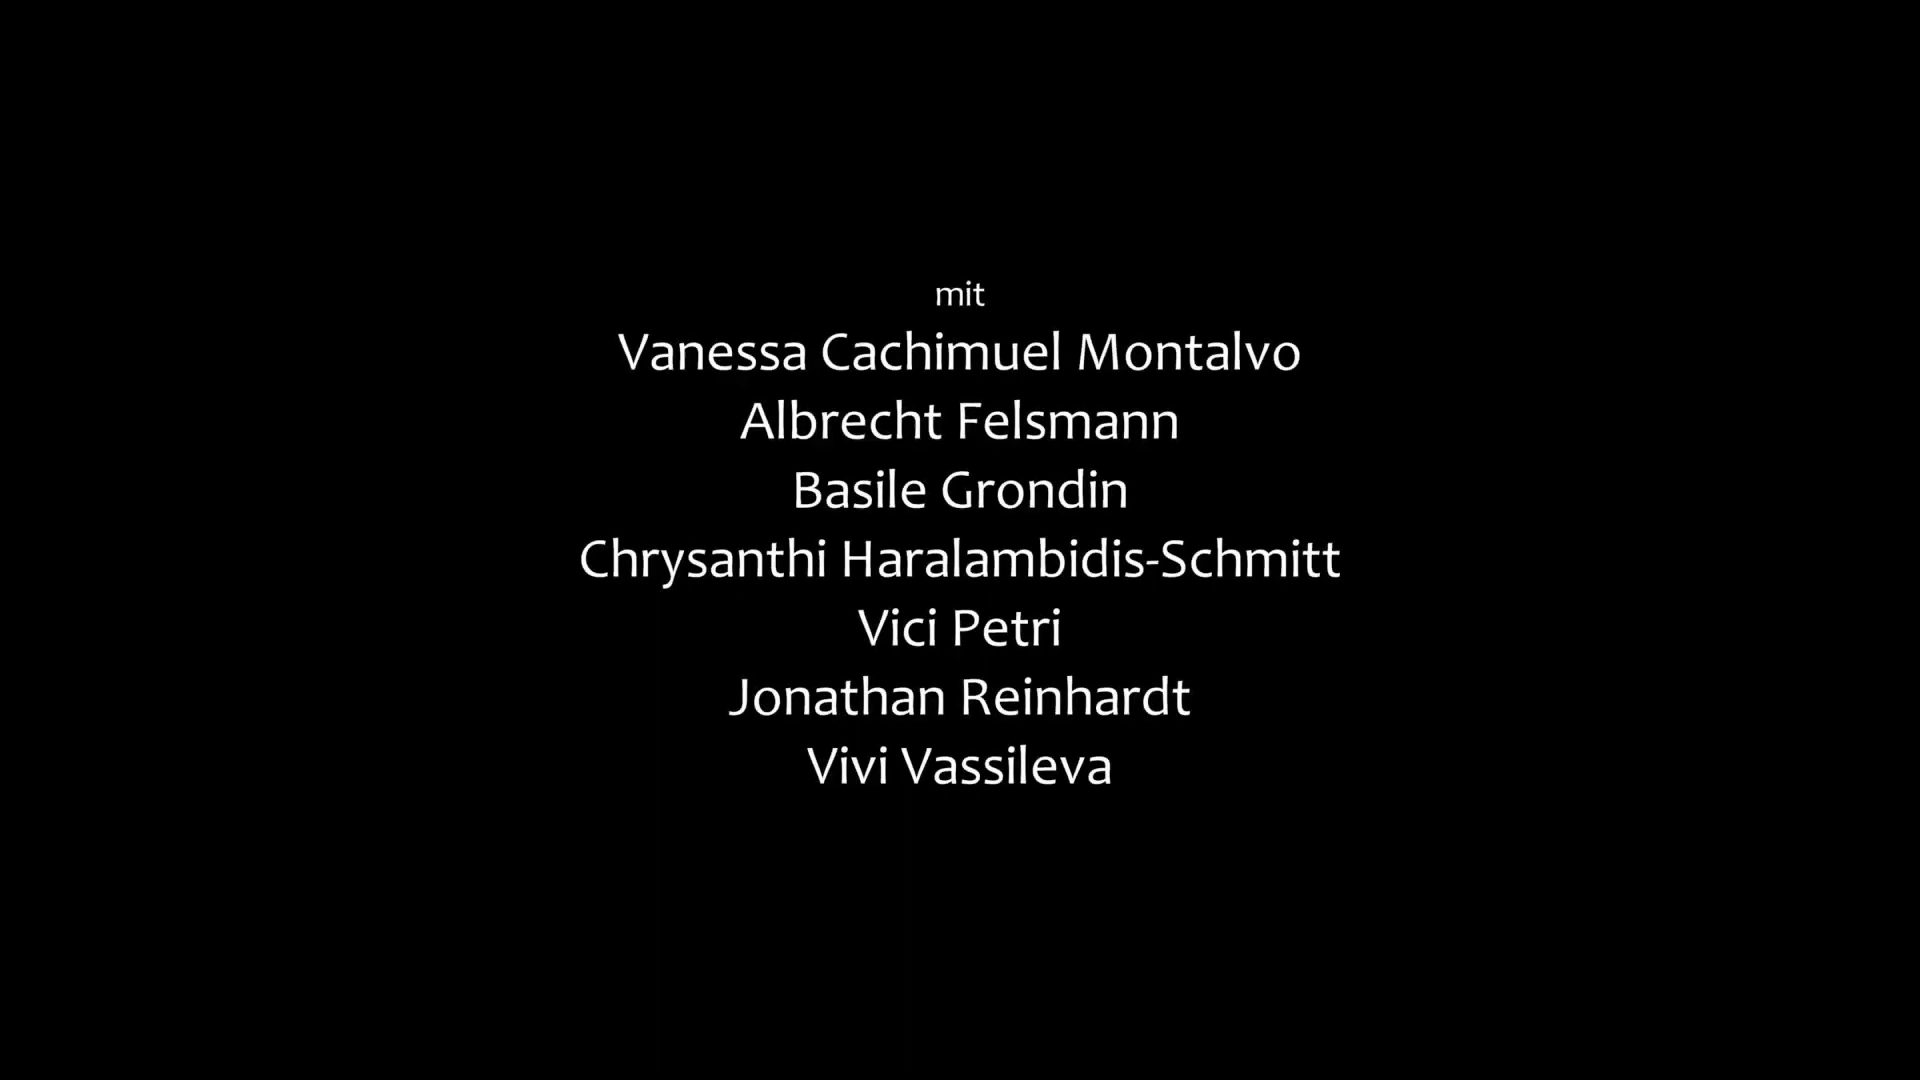 mit
Vanessa Cachimuel Montalvo
Albrecht Felsmann
Basile Grondin
Chrysanthi Haralambidis-Schmitt
Vici Petri
Jonathan Reinhardt
Vivi Vassileva